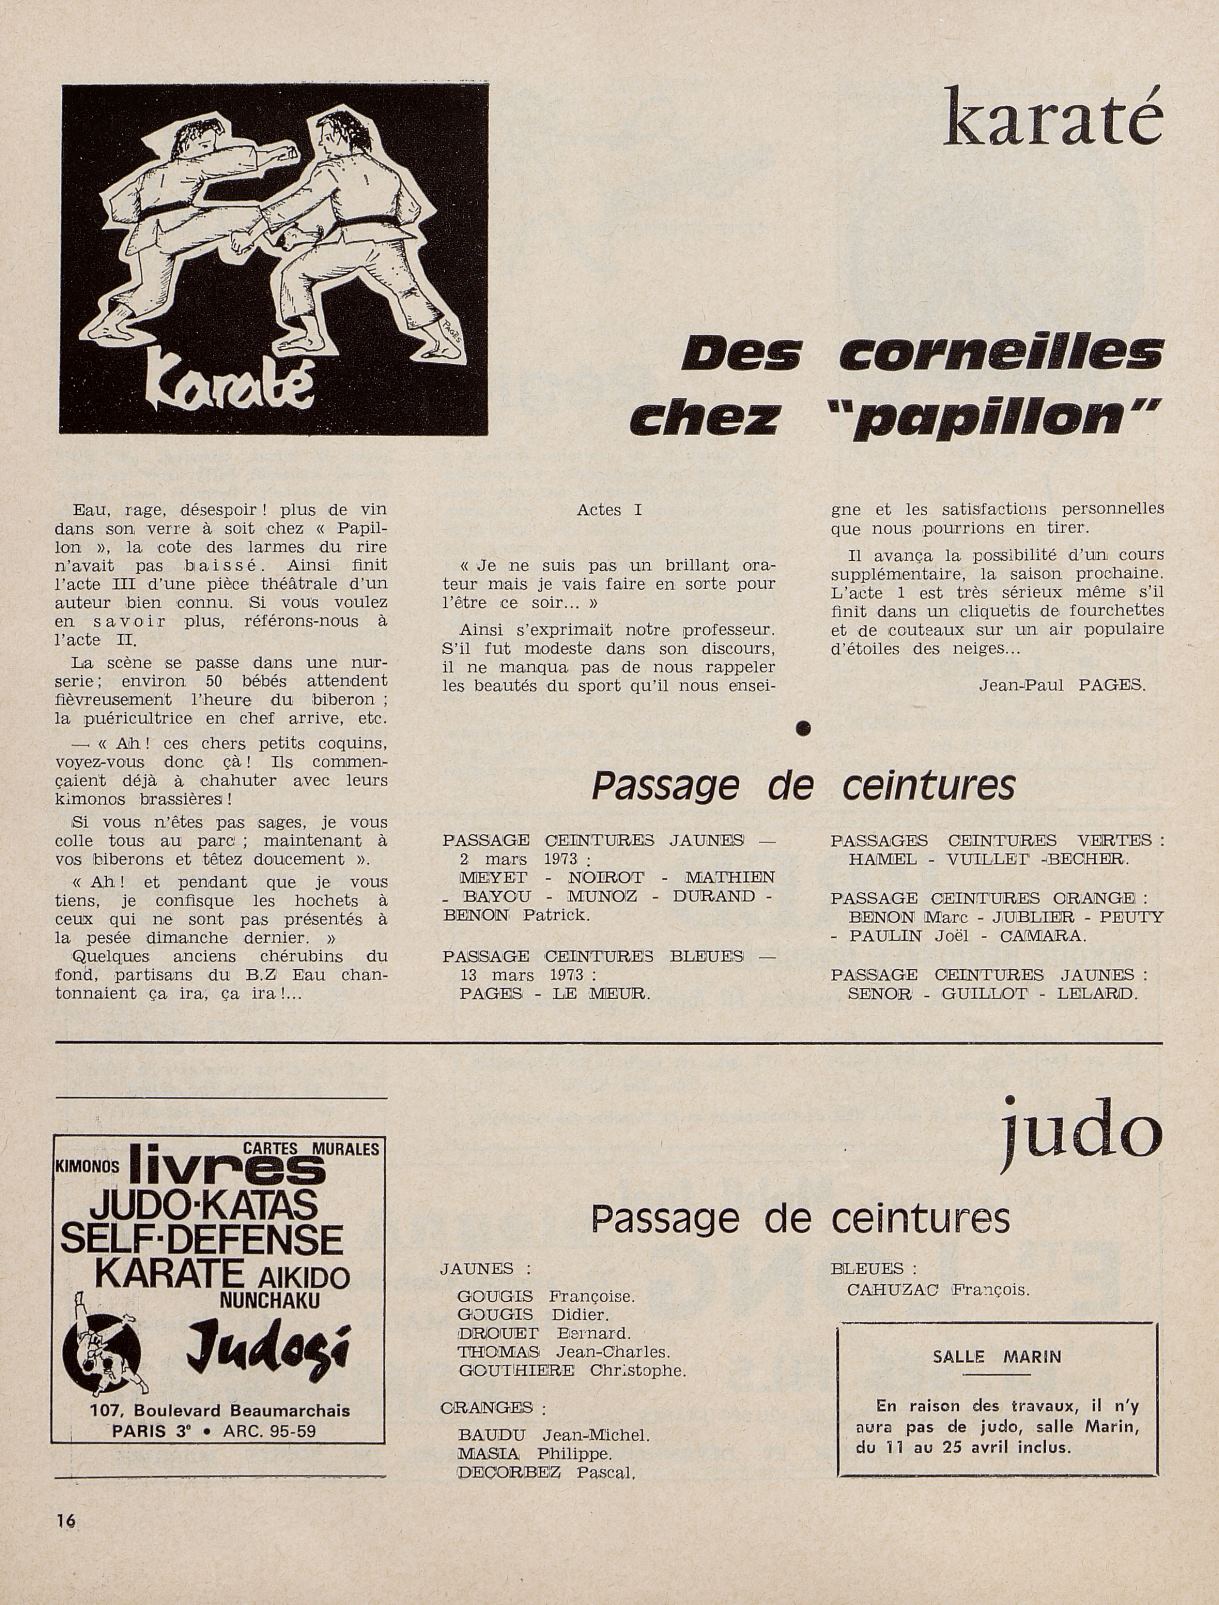 karaté
PAGES
Karaté
Des corneilles
chez "papillon"
Eau, rage, désespoir ! plus de vin
dans son verre à soit chez « Papil-
lon », la cote des larmes du rire
n'avait pas baissé. Ainsi finit
l'acte III d'une pièce théâtrale d'un
auteur bien connu. Si vous voulez
en savoir plus, référons-nous à
l'acte II.
La scène se passe dans une nur-
serie ; environ 50 bébés attendent
fièvreusement l'heure du biberon ;
la puéricultrice en chef arrive, etc.
— « Ah ! ces chers petits coquins,
voyez-vous donc çà ! Ils commen-
çaient déjà à chahuter avec leurs
kimonos brassières !
Si vous n'êtes pas sages, je vous
colle tous au parc ; maintenant à
vos biberons et têtez doucement ».
« Ah ! et pendant que je vous
tiens, je confisque les hochets à
ceux qui ne sont pas présentés à
la pesée dimanche dernier. »
Quelques anciens chérubins du
fond, partisans du B.Z Eau chan-
tonnaient ça ira, ça ira !...
Actes I
« Je ne suis pas un brillant ora-
teur mais je vais faire en sorte pour
l'être ce soir... »
Ainsi s'exprimait notre professeur.
S'il fut modeste dans son discours,
il ne manqua pas de nous rappeler
les beautés du sport qu'il nous ensei-
gne et les satisfactions personnelles
que nous pourrions en tirer.
Il avança la possibilité d'un cours
supplémentaire, la saison prochaine.
L'acte 1 est très sérieux même s'il
finit dans un cliquetis de fourchettes
et de couteaux sur un air populaire
d'étoiles des neiges...
Jean-Paul PAGES.
Passage de ceintures
PASSAGE CEINTURES JAUNES —
2 mars 1973 :
MEYET - NOIROT - MATHIEN
- BAYOU - MUNOZ - DURAND -
BENON Patrick.
PASSAGE CEINTURES BLEUES —
13 mars 1973 :
PAGES - LE MEUR.
PASSAGES CEINTURES VERTES :
HAMEL - VUILLET -BECHER.
PASSAGE CEINTURES ORANGE :
BENON Marc - JUBLIER - PEUTY
- PAULIN Joël - CAMARA.
PASSAGE CEINTURES JAUNES :
SENOR - GUILLOT - LELARD.
CARTES MURALES
KIMONOS livres
JUDO·KATAS
SELF·DEFENSE
KARATE AIKIDO
NUNCHAKU
Judogi
107, Boulevard Beaumarchais
PARIS 3e • ARC. 95-59
judo
Passage de ceintures
JAUNES :
GOUGIS Françoise.
GOUGIS Didier.
DROUET Bernard.
THOMAS Jean-Charles.
GOUTHIERE Christophe.
ORANGES :
BAUDU Jean-Michel.
MASIA Philippe.
DECORBEZ Pascal.
BLEUES :
CAHUZAC François.
SALLE MARIN
En raison des travaux, il n'y
aura pas de judo, salle Marin,
du 11 au 25 avril inclus.
16